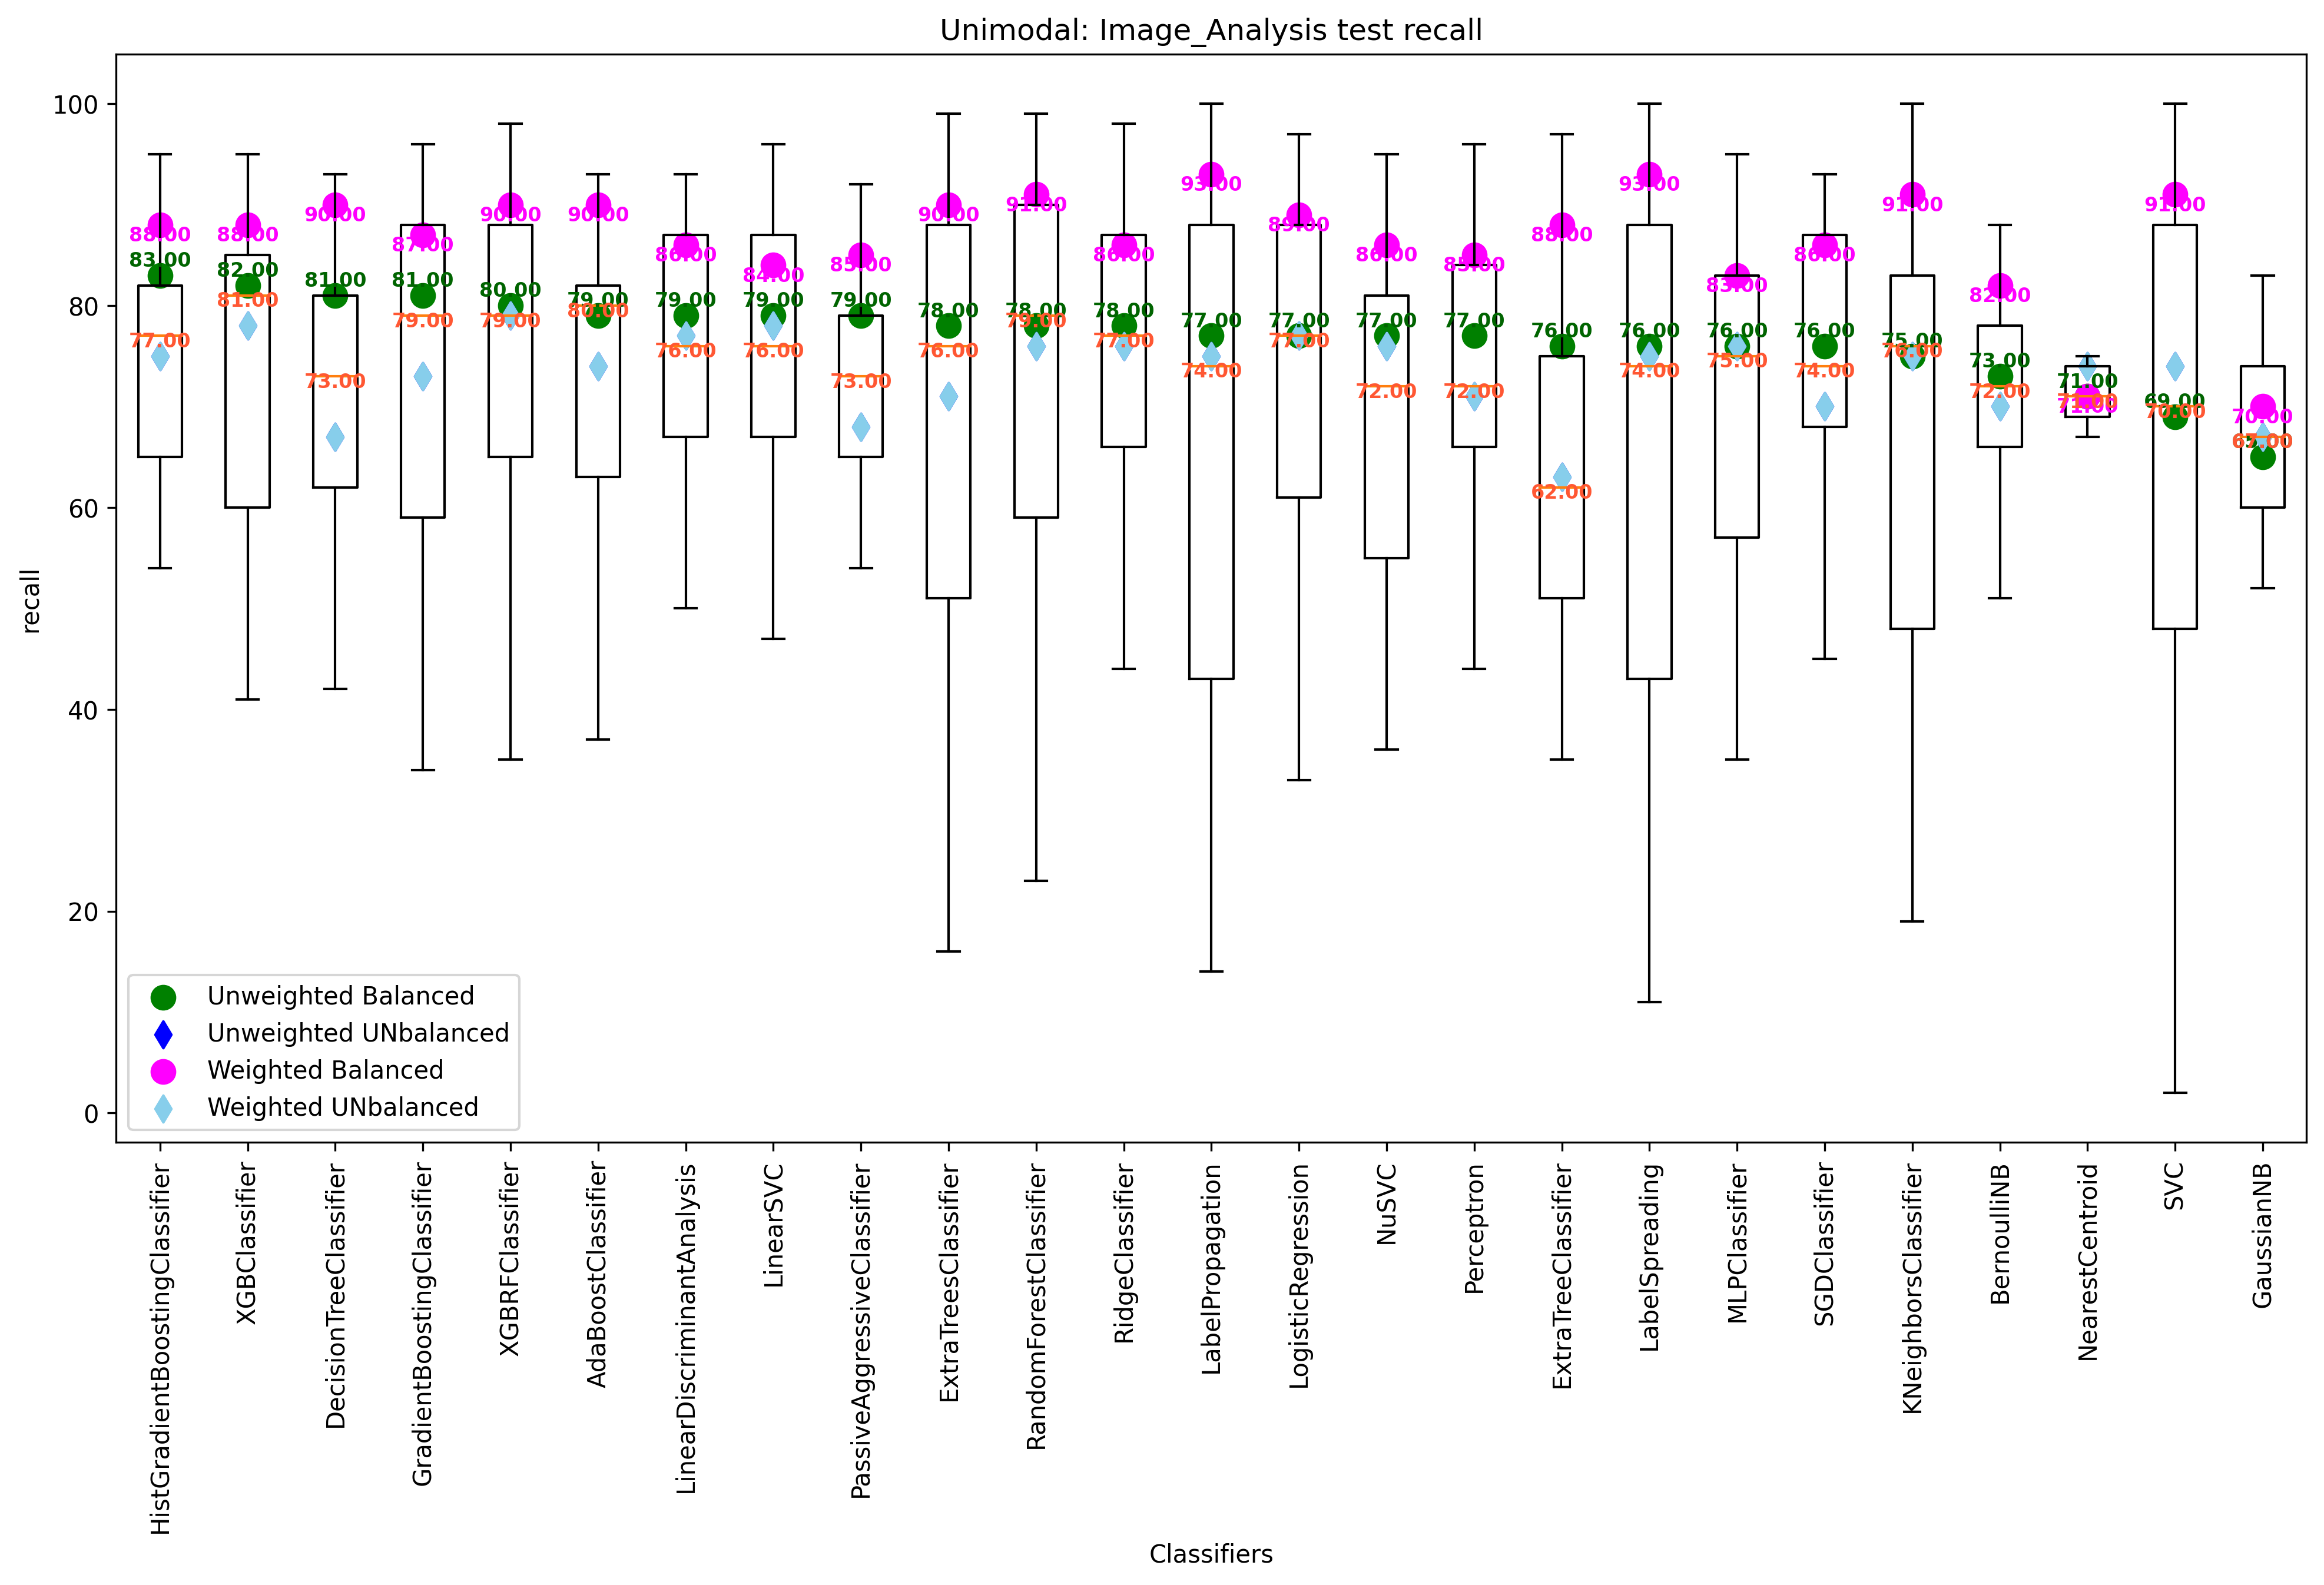 Unimodal: Image_Analysis test recall
100
80
60
40
20
0
recall
88.00 88.00 90.00 87.00 90.00 90.00 86.00 84.00 85.00 90.00 91.00 86.00 93.00 89.00 86.00 85.00 88.00 93.00 83.00 86.00 91.00 82.00 71.00 91.00 70.00
83.00 82.00 81.00 81.00 80.00 79.00 79.00 79.00 79.00 78.00 78.00 78.00 77.00 77.00 77.00 77.00 76.00 76.00 76.00 76.00 75.00 73.00 71.00 69.00
77.00 81.00 73.00 79.00 79.00 80.00 76.00 76.00 73.00 76.00 79.00 77.00 74.00 77.00 72.00 72.00 62.00 74.00 75.00 74.00 76.00 72.00 70.00 67.00
Unweighted Balanced
Unweighted UNbalanced
Weighted Balanced
Weighted UNbalanced
HistGradientBoostingClassifier
XGBClassifier
DecisionTreeClassifier
GradientBoostingClassifier
XGBRFClassifier
AdaBoostClassifier
LinearDiscriminantAnalysis
LinearSVC
PassiveAggressiveClassifier
ExtraTreesClassifier
RandomForestClassifier
RidgeClassifier
LabelPropagation
LogisticRegression
NuSVC
Perceptron
ExtraTreeClassifier
LabelSpreading
MLPClassifier
SGDClassifier
KNeighborsClassifier
BernoulliNB
NearestCentroid
SVC
GaussianNB
Classifiers